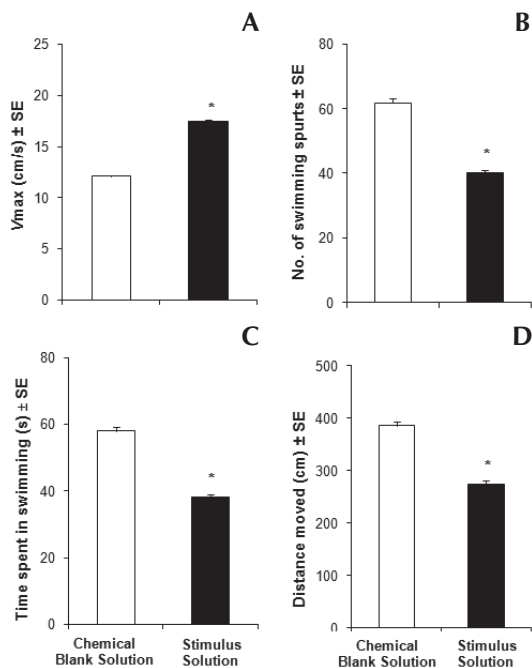 A
Vmax (cm/s) ± SE
25
20
15
10
5
0
*
B
No. of swimming spurts ± SE
80
60
40
20
0
*
C
Time spent in swimming (s) ± SE
80
60
40
20
0
*
Chemical
Blank Solution
Stimulus
Solution
D
Distance moved (cm) ± SE
500
400
300
200
100
0
*
Chemical
Blank Solution
Stimulus
Solution